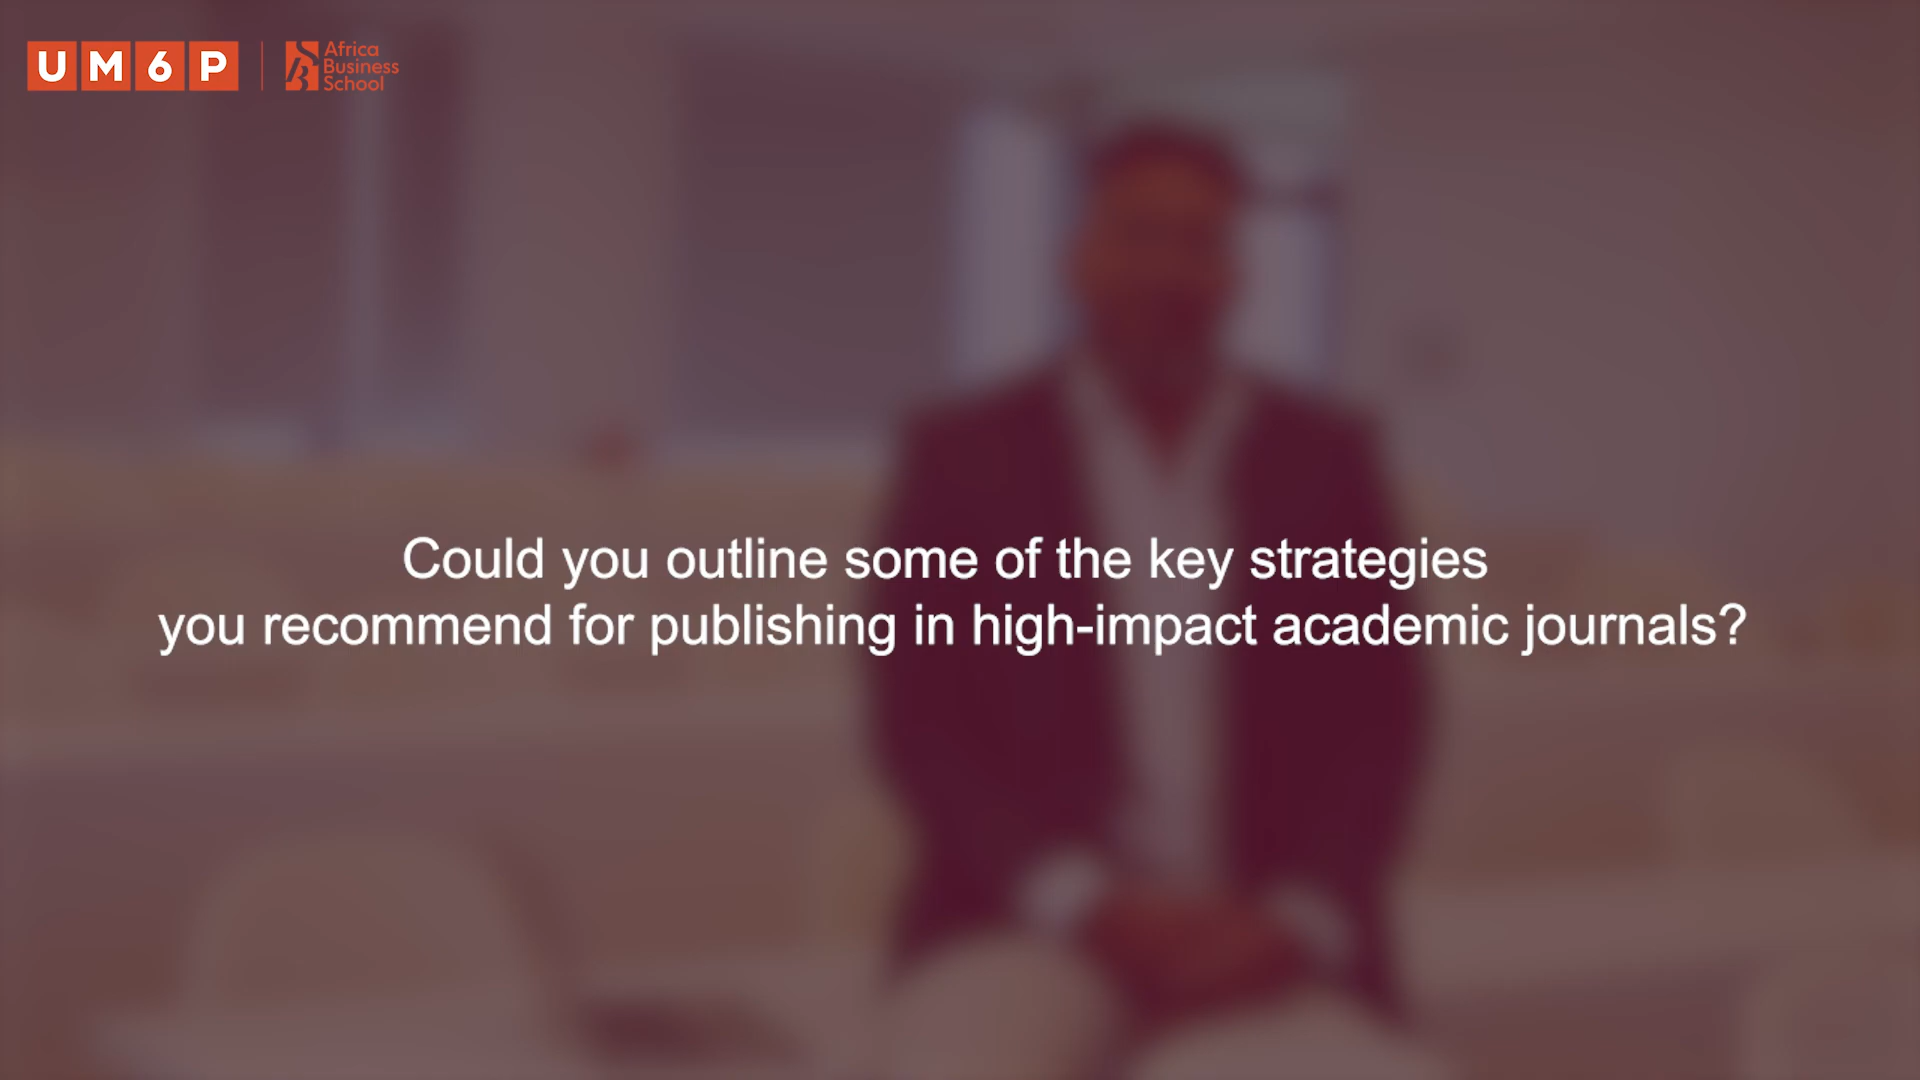 UM6P
Africa
Business
School
Could you outline some of the key strategies
you recommend for publishing in high-impact academic journals?